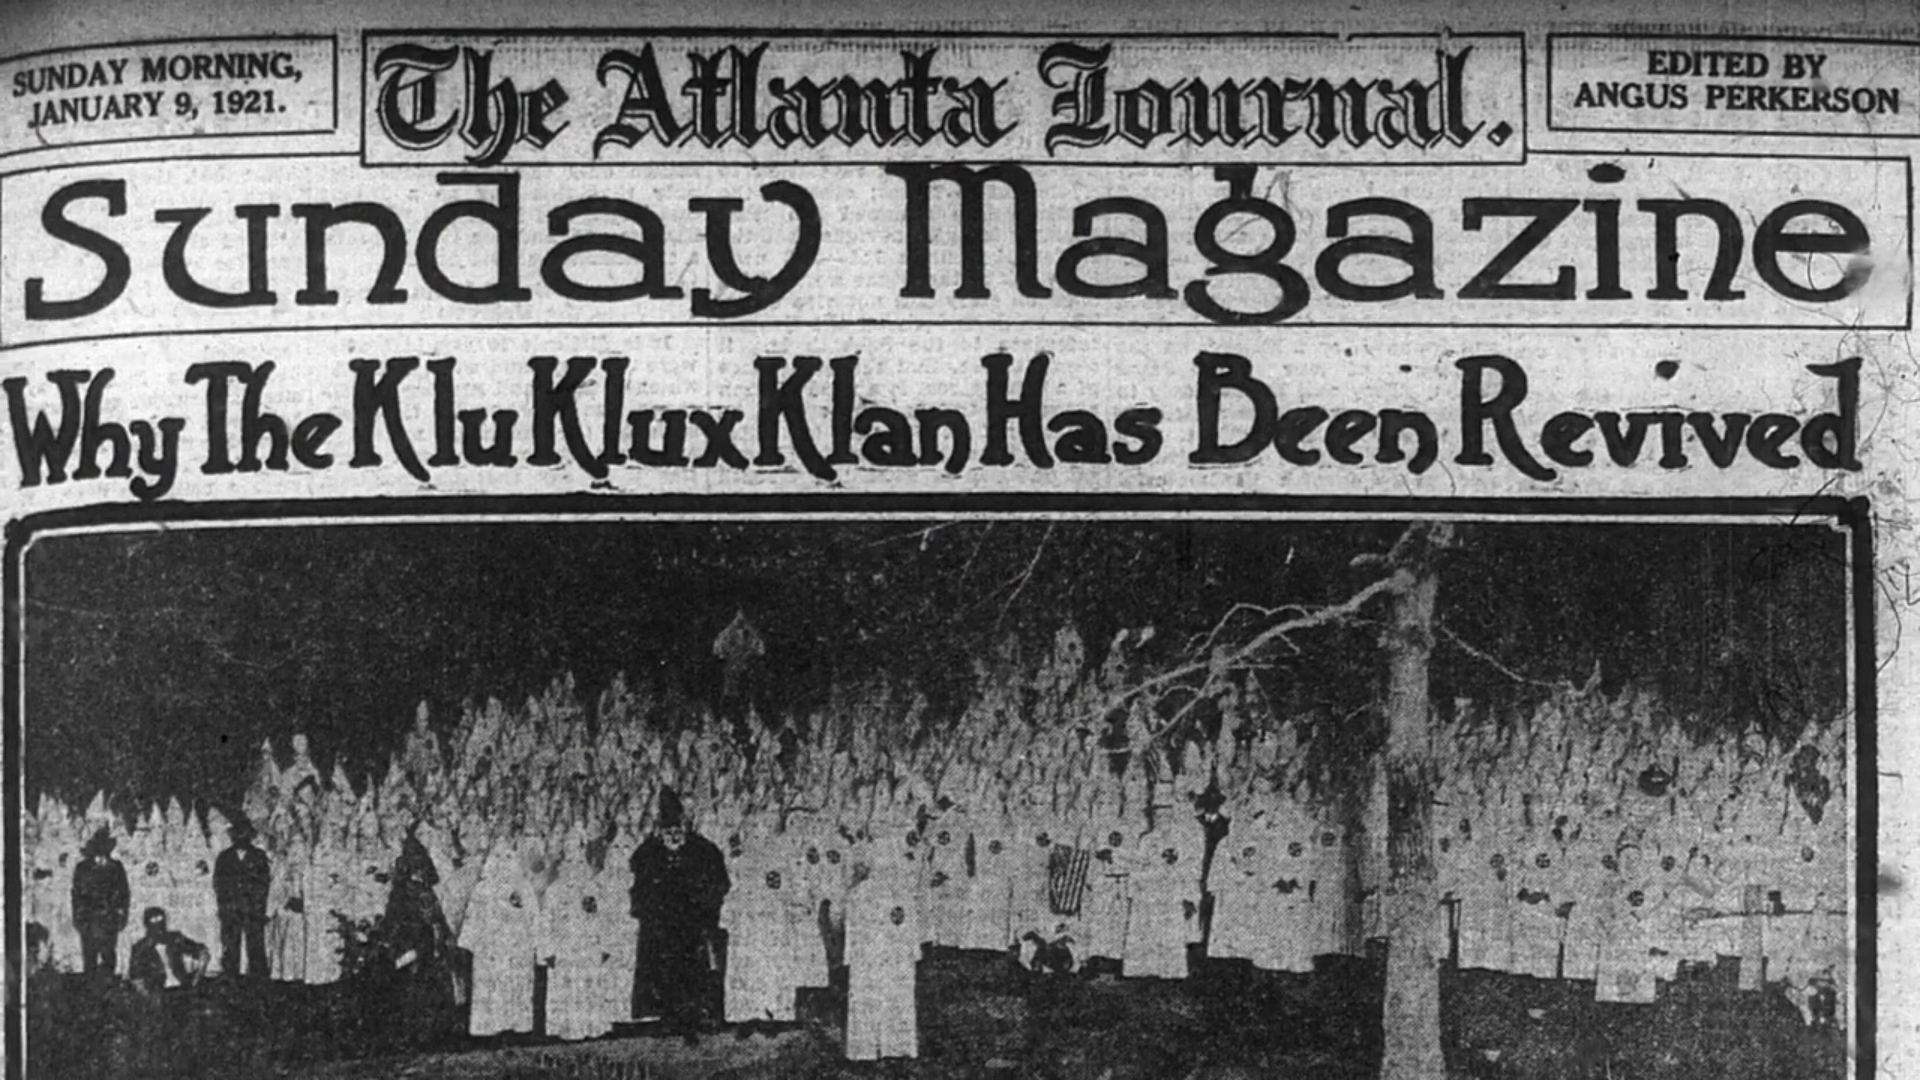 SUNDAY MORNING,
JANUARY 9, 1921.
The Atlanta Journal.
EDITED BY
ANGUS PERKERSON
Sunday Magazine
Why The Klu Klux Klan Has Been Revived